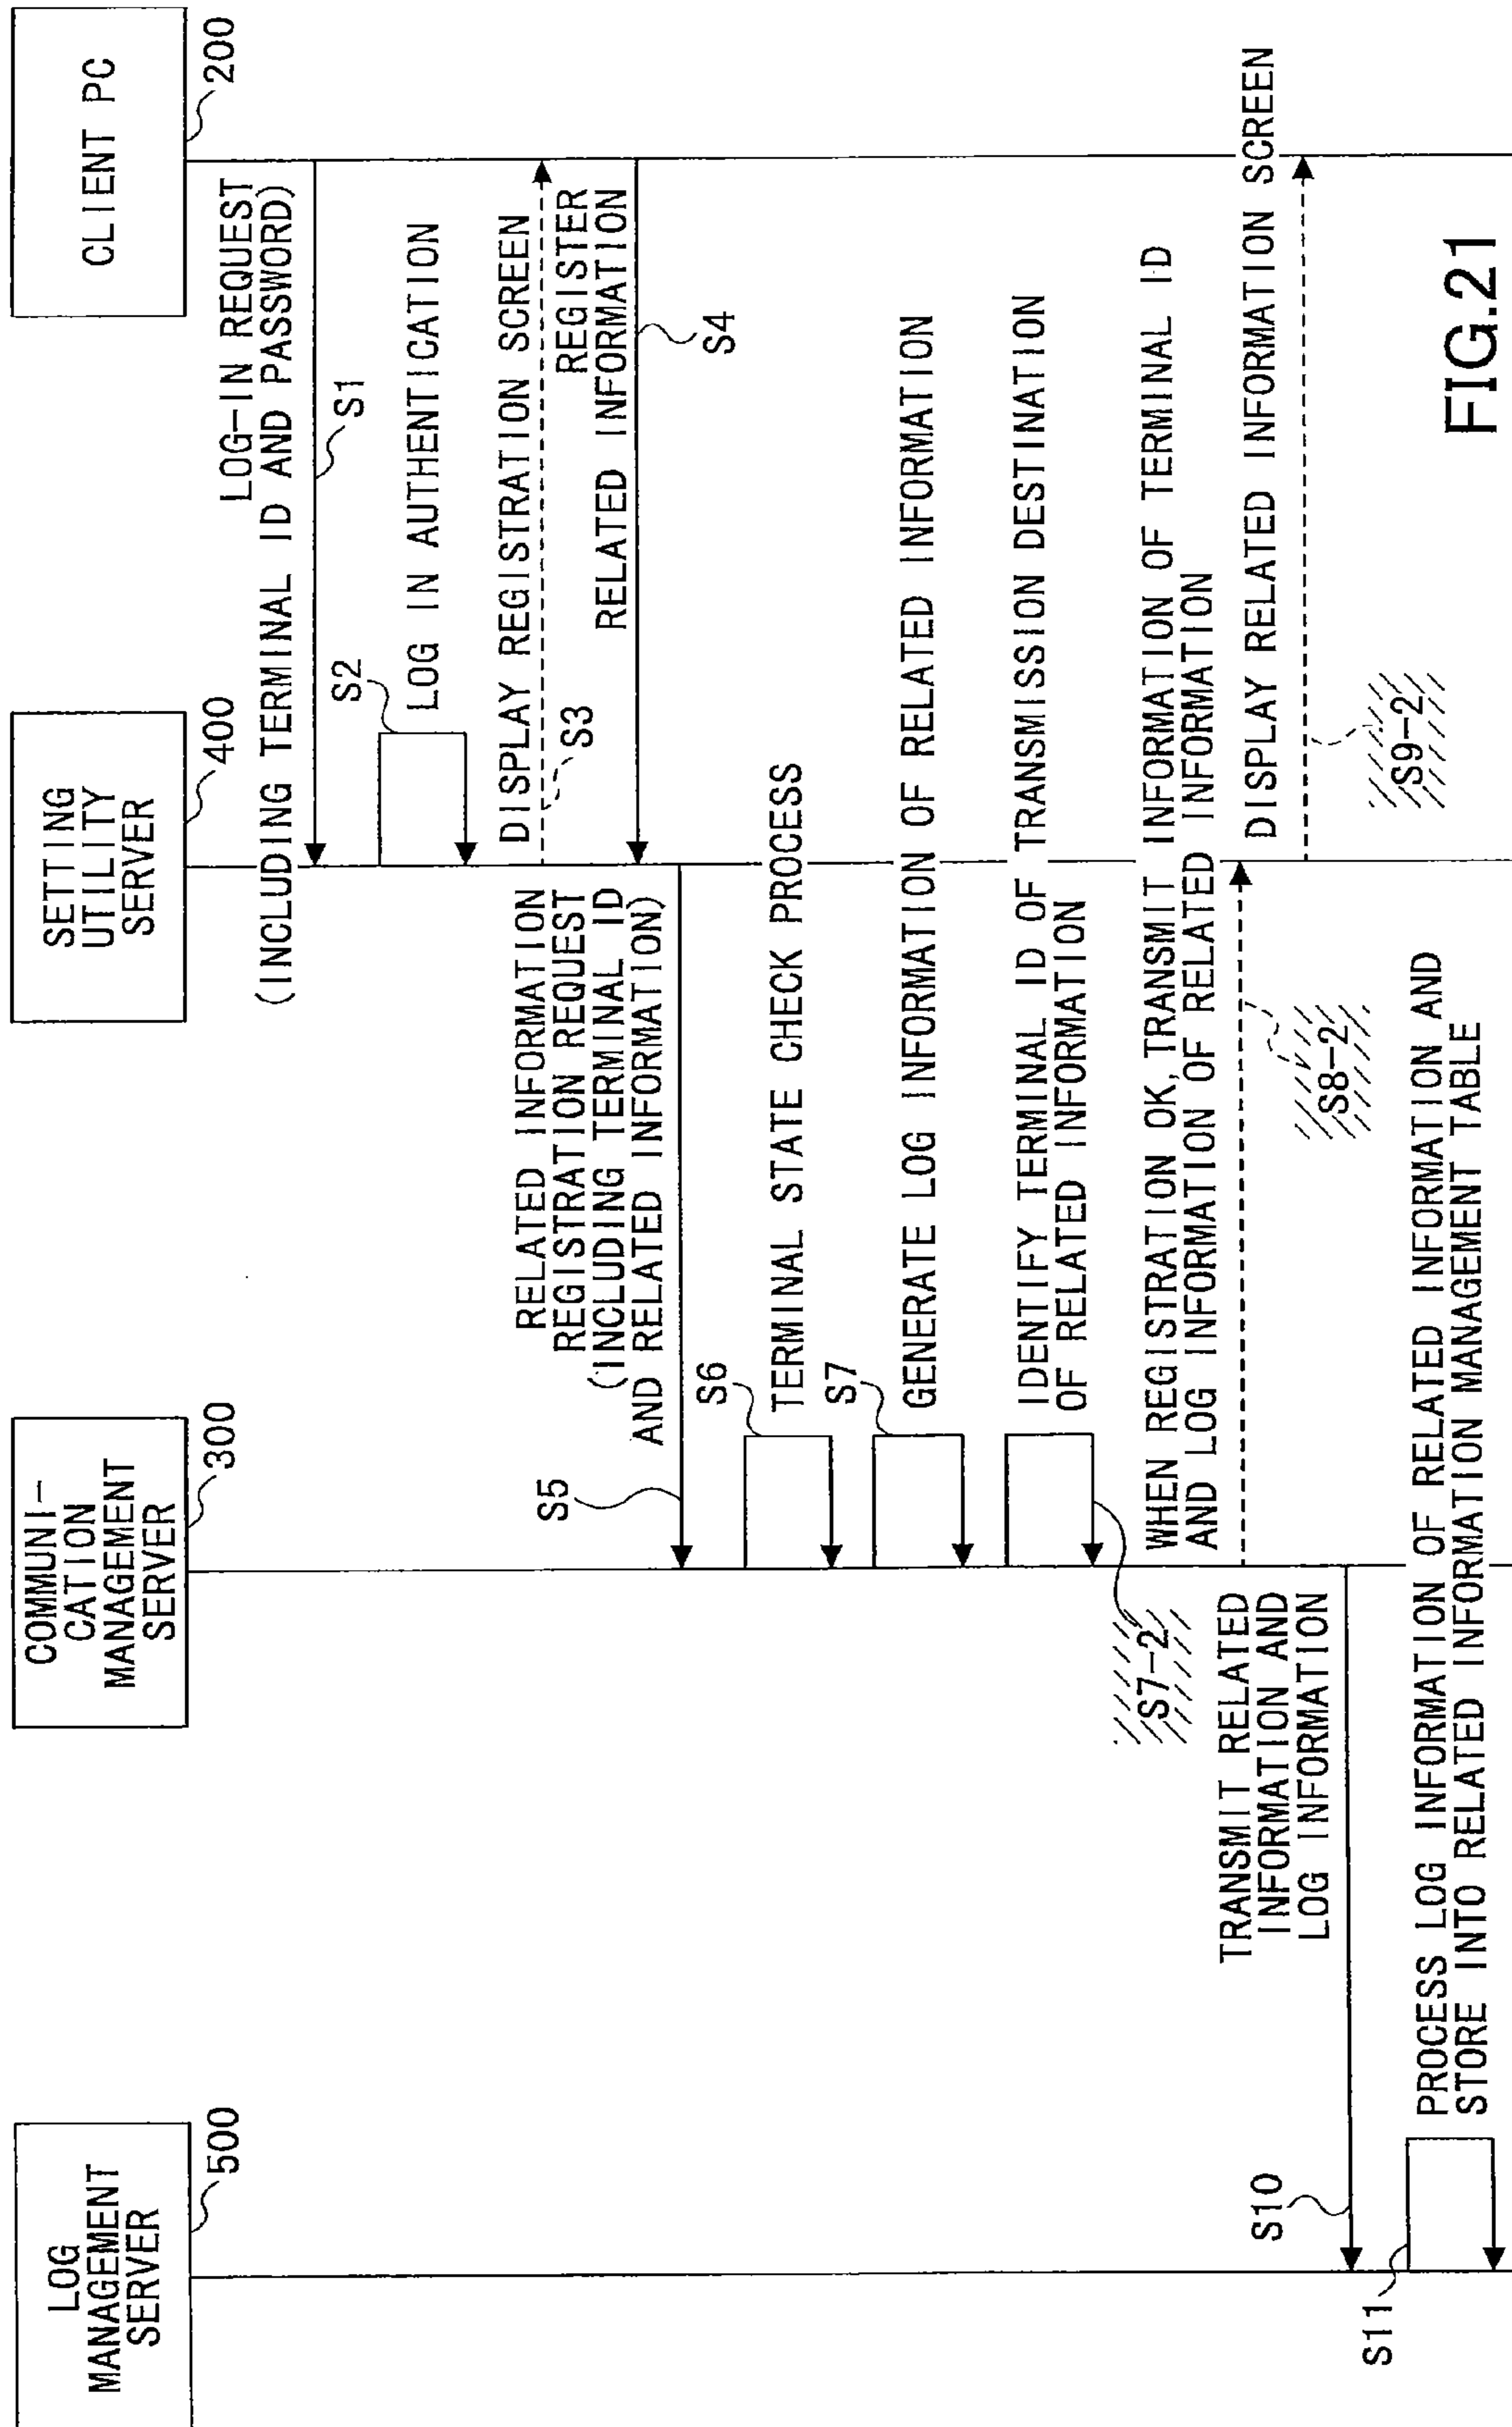 LOG
MANAGEMENT
SERVER
500
COMMUNI-
CATION
MANAGEMENT
SERVER
300
SETTING
UTILITY
SERVER
400
CLIENT PC
200
LOG-IN REQUEST
(INCLUDING TERMINAL ID AND PASSWORD)
S1
S2
LOG IN AUTHENTICATION
DISPLAY REGISTRATION SCREEN
S3
REGISTER
RELATED INFORMATION
S4
RELATED INFORMATION
REGISTRATION REQUEST
(INCLUDING TERMINAL ID
AND RELATED INFORMATION)
S5
S6
TERMINAL STATE CHECK PROCESS
S7
GENERATE LOG INFORMATION OF RELATED INFORMATION
IDENTIFY TERMINAL ID OF TRANSMISSION DESTINATION
OF RELATED INFORMATION
S7-2
WHEN REGISTRATION OK, TRANSMIT INFORMATION OF TERMINAL ID
AND LOG INFORMATION OF RELATED INFORMATION
S8-2
DISPLAY RELATED INFORMATION SCREEN
S9-2
TRANSMIT RELATED
INFORMATION AND
LOG INFORMATION
S10
S11
PROCESS LOG INFORMATION OF RELATED INFORMATION AND
STORE INTO RELATED INFORMATION MANAGEMENT TABLE
FIG.21